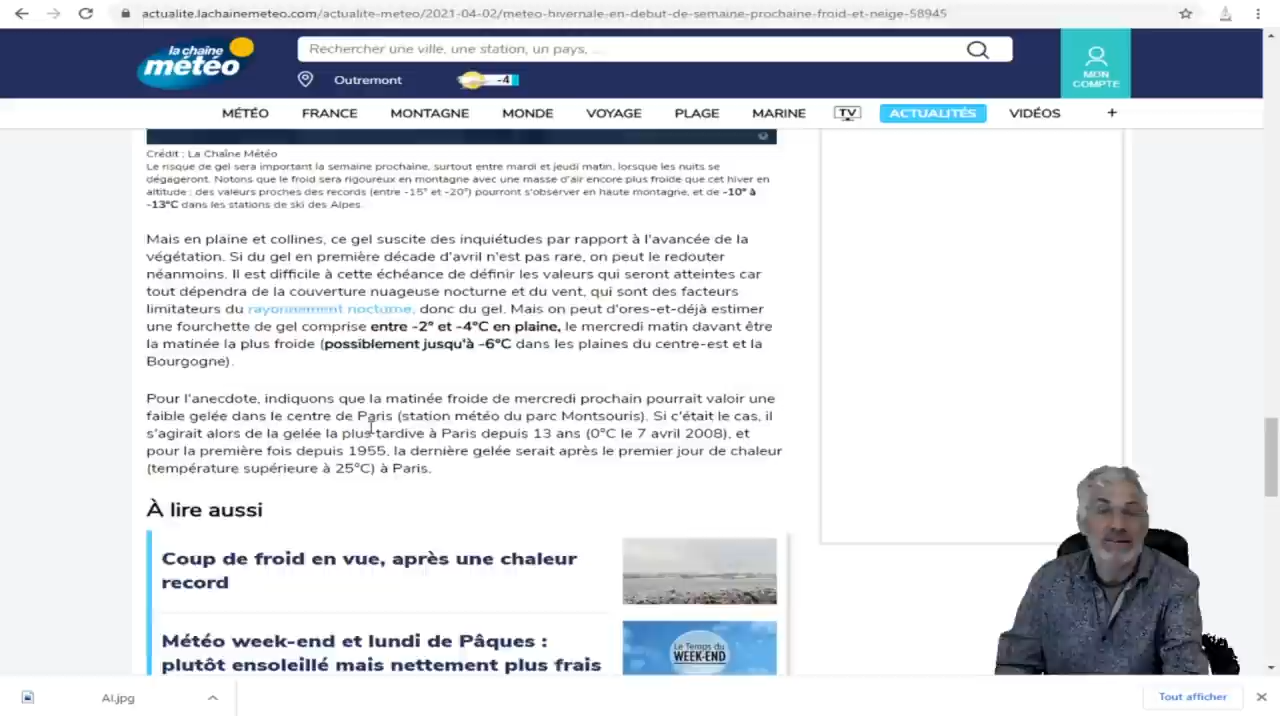 actualite.lachainemeteo.com/actualite-meteo/2021-04-02/meteo-hivernale-en-debut-de-semaine-prochaine-froid-et-neige-58945
la chaîne
météo
Rechercher une ville, une station, un pays, ...
Outremont
-4
MON
COMPTE
MÉTÉO FRANCE MONTAGNE MONDE VOYAGE PLAGE MARINE TV ACTUALITÉS VIDÉOS +
Crédit : La Chaîne Météo
Le risque de gel sera important la semaine prochaine, surtout entre mardi et jeudi matin, lorsque les nuits se
dégageront. Notons que le froid sera rigoureux en montagne avec une masse d'air encore plus froide que cet hiver en
altitude : des valeurs proches des records (entre -15° et -20°) pourront s'observer en haute montagne, et de -10° à
-13°C dans les stations de ski des Alpes.
Mais en plaine et collines, ce gel suscite des inquiétudes par rapport à l'avancée de la
végétation. Si du gel en première décade d'avril n'est pas rare, on peut le redouter
néanmoins. Il est difficile à cette échéance de définir les valeurs qui seront atteintes car
tout dépendra de la couverture nuageuse nocturne et du vent, qui sont des facteurs
limitateurs du rayonnement nocturne, donc du gel. Mais on peut d'ores-et-déjà estimer
une fourchette de gel comprise entre -2° et -4°C en plaine, le mercredi matin davant être
la matinée la plus froide (possiblement jusqu'à -6°C dans les plaines du centre-est et la
Bourgogne).
Pour l'anecdote, indiquons que la matinée froide de mercredi prochain pourrait valoir une
faible gelée dans le centre de Paris (station météo du parc Montsouris). Si c'était le cas, il
s'agirait alors de la gelée la plus tardive à Paris depuis 13 ans (0°C le 7 avril 2008), et
pour la première fois depuis 1955, la dernière gelée serait après le premier jour de chaleur
(température supérieure à 25°C) à Paris.
À lire aussi
Coup de froid en vue, après une chaleur
record
Météo week-end et lundi de Pâques :
plutôt ensoleillé mais nettement plus frais
Le Temps du
WEEK-END
AI.jpg
Tout afficher